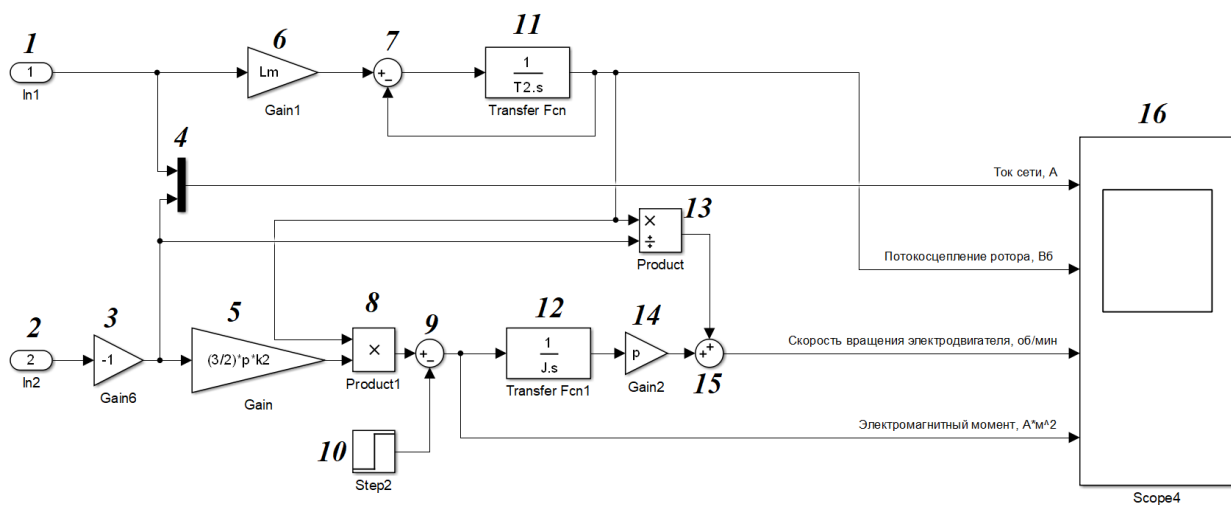 1
1
In1
6
Lm
Gain1
7
+
−
11
1
T2.s
Transfer Fcn
4
16
Ток сети, А
13
×
÷
Product
Потокосцепление ротора, Вб
2
2
In2
3
-1
Gain6
5
(3/2)*p*k2
Gain
8
×
Product1
9
+
−
12
1
J.s
Transfer Fcn1
14
p
Gain2
+
+
15
Скорость вращения электродвигателя, об/мин
Электромагнитный момент, А*м^2
10
Step2
Scope4